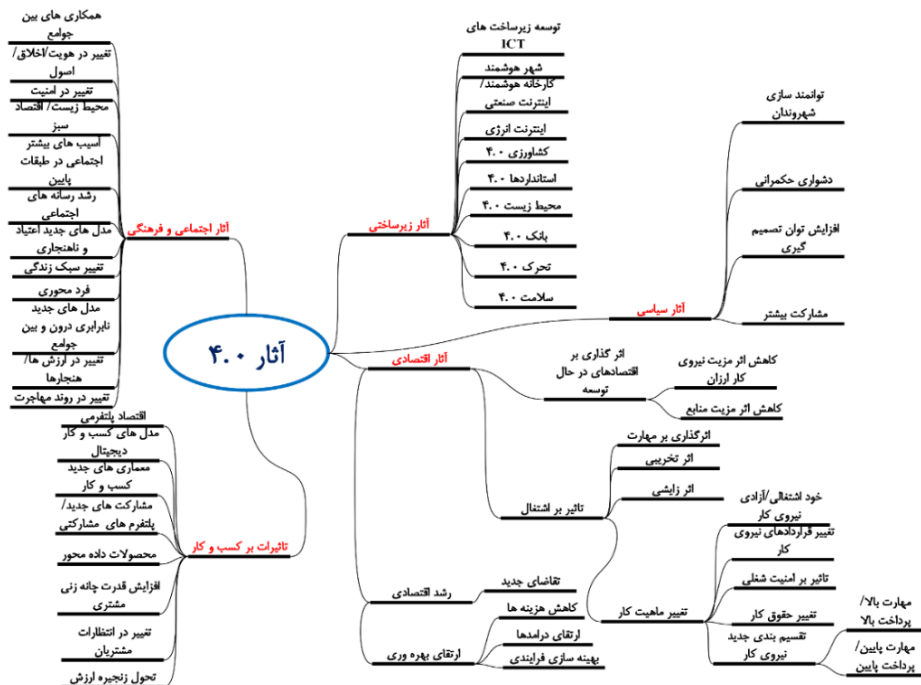 آثار ۴.۰
آثار زیرساختی
توسعه زیرساخت های
ICT
شهر هوشمند
کارخانه هوشمند/
اینترنت صنعتی
اینترنت انرژی
کشاورزی ۴.۰
استانداردها ۴.۰
محیط زیست ۴.۰
بانک ۴.۰
تحرک ۴.۰
سلامت ۴.۰
آثار سیاسی
توانمند سازی
شهروندان
دشواری حکمرانی
افزایش توان تصمیم
گیری
مشارکت بیشتر
آثار اقتصادی
اثر گذاری بر
اقتصادهای در حال
توسعه
کاهش اثر مزیت نیروی
کار ارزان
کاهش اثر مزیت منابع
تاثیر بر اشتغال
اثرگذاری بر مهارت
اثر تخریبی
اثر زایشی
تغییر ماهیت کار
خود اشتغالی/آزادی
نیروی کار
تغییر قراردادهای نیروی
کار
تاثیر بر امنیت شغلی
تغییر حقوق کار
تقسیم بندی جدید
نیروی کار
مهارت بالا/
پرداخت بالا
مهارت پایین/
پرداخت پایین
رشد اقتصادی
تقاضای جدید
ارتقای بهره وری
کاهش هزینه ها
ارتقای درامدها
بهینه سازی فرایندی
آثار اجتماعی و فرهنگی
همکاری های بین
جوامع
تغییر در هویت/اخلاق/
اصول
تغییر در امنیت
محیط زیست/ اقتصاد
سبز
آسیب های بیشتر
اجتماعی در طبقات
پایین
رشد رسانه های
اجتماعی
مدل های جدید اعتیاد
و ناهنجاری
تغییر سبک زندگی
فرد محوری
مدل های جدید
نابرابری درون و بین
جوامع
تغییر در ارزش ها/
هنجارها
تغییر در روند مهاجرت
تاثیرات بر کسب و کار
اقتصاد پلتفرمی
مدل های کسب و کار
دیجیتال
معماری های جدید
کسب و کار
مشارکت های جدید/
پلتفرم های مشارکتی
محصولات داده محور
افزایش قدرت چانه زنی
مشتری
تغییر در انتظارات
مشتریان
تحول زنجیره ارزش